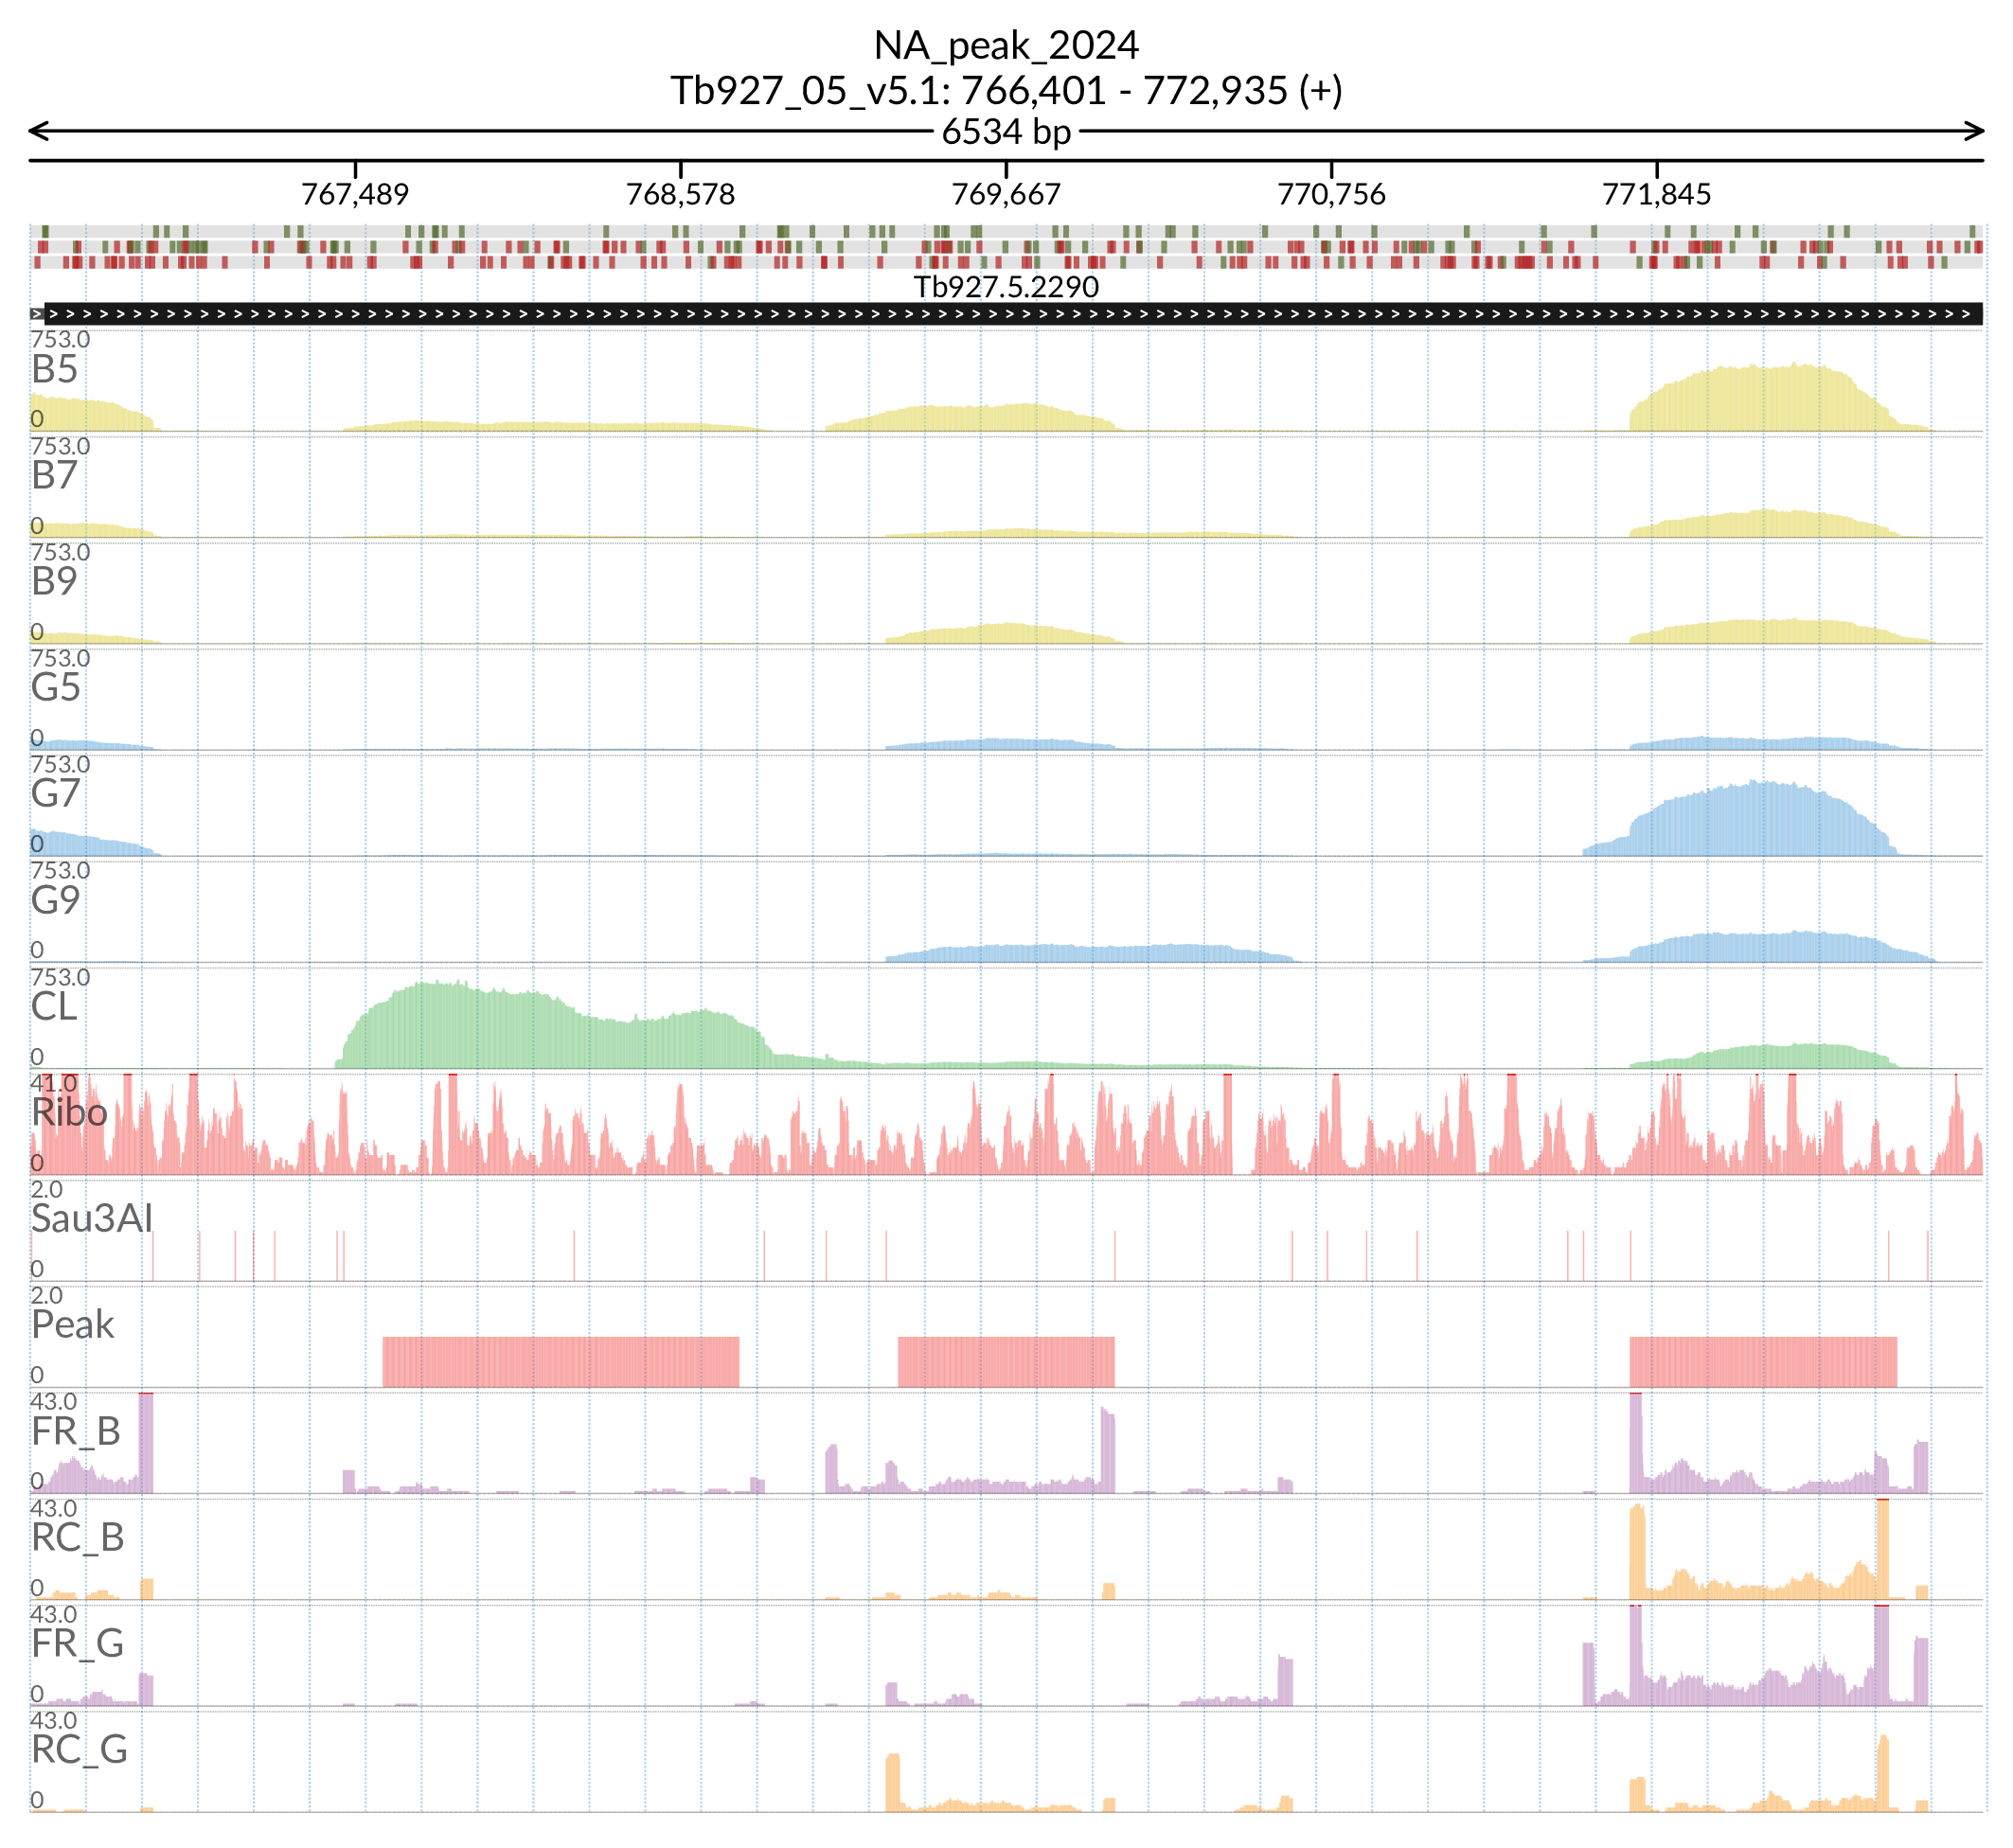 NA_peak_2024
Tb927_05_v5.1: 766,401 - 772,935 (+)
6534 bp
767,489 768,578 769,667 770,756 771,845
Tb927.5.2290
753.0
B5
0
753.0
B7
0
753.0
B9
0
753.0
G5
0
753.0
G7
0
753.0
G9
0
753.0
CL
0
41.0
Ribo
0
2.0
Sau3AI
0
2.0
Peak
0
43.0
FR_B
0
43.0
RC_B
0
43.0
FR_G
0
43.0
RC_G
0